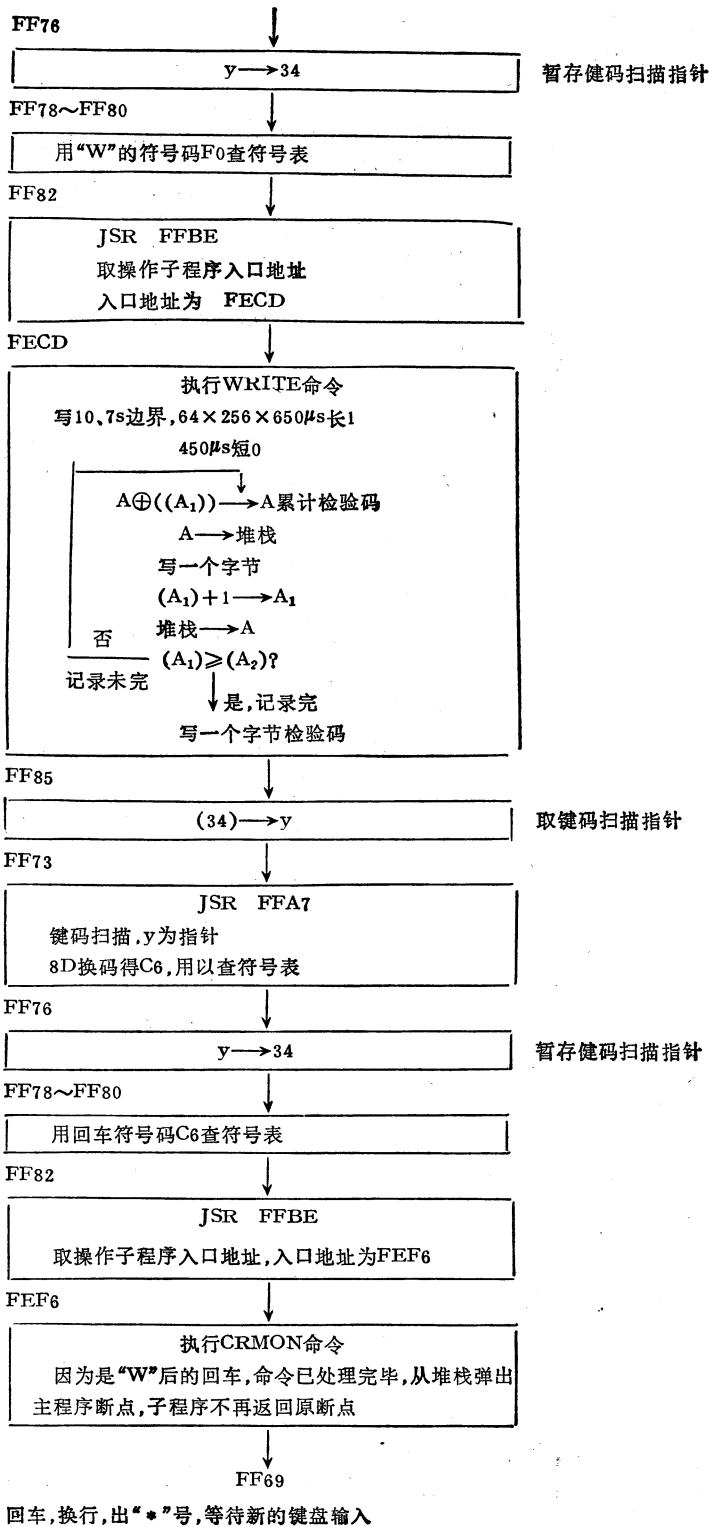 FF76
y→34 暂存健码扫描指针
FF78～FF80
用“W”的符号码F0查符号表
FF82
JSR FFBE
取操作子程序入口地址
入口地址为 FECD
FECD
执行WRITE命令
写10、7s边界,64×256×650μs长1
450μs短0
A⊕((A₁))→A累计检验码
A→堆栈
写一个字节
(A₁)+1→A₁
堆栈→A
否 (A₁)≥(A₂)?
记录未完
是,记录完
写一个字节检验码
FF85
(34)→y 取键码扫描指针
FF73
JSR FFA7
键码扫描,y为指针
8D换码得C6,用以查符号表
FF76
y→34 暂存健码扫描指针
FF78～FF80
用回车符号码C6查符号表
FF82
JSR FFBE
取操作子程序入口地址,入口地址为FEF6
FEF6
执行CRMON命令
因为是“W”后的回车,命令已处理完毕,从堆栈弹出
主程序断点,子程序不再返回原断点
FF69
回车,换行,出“*”号,等待新的键盘输入